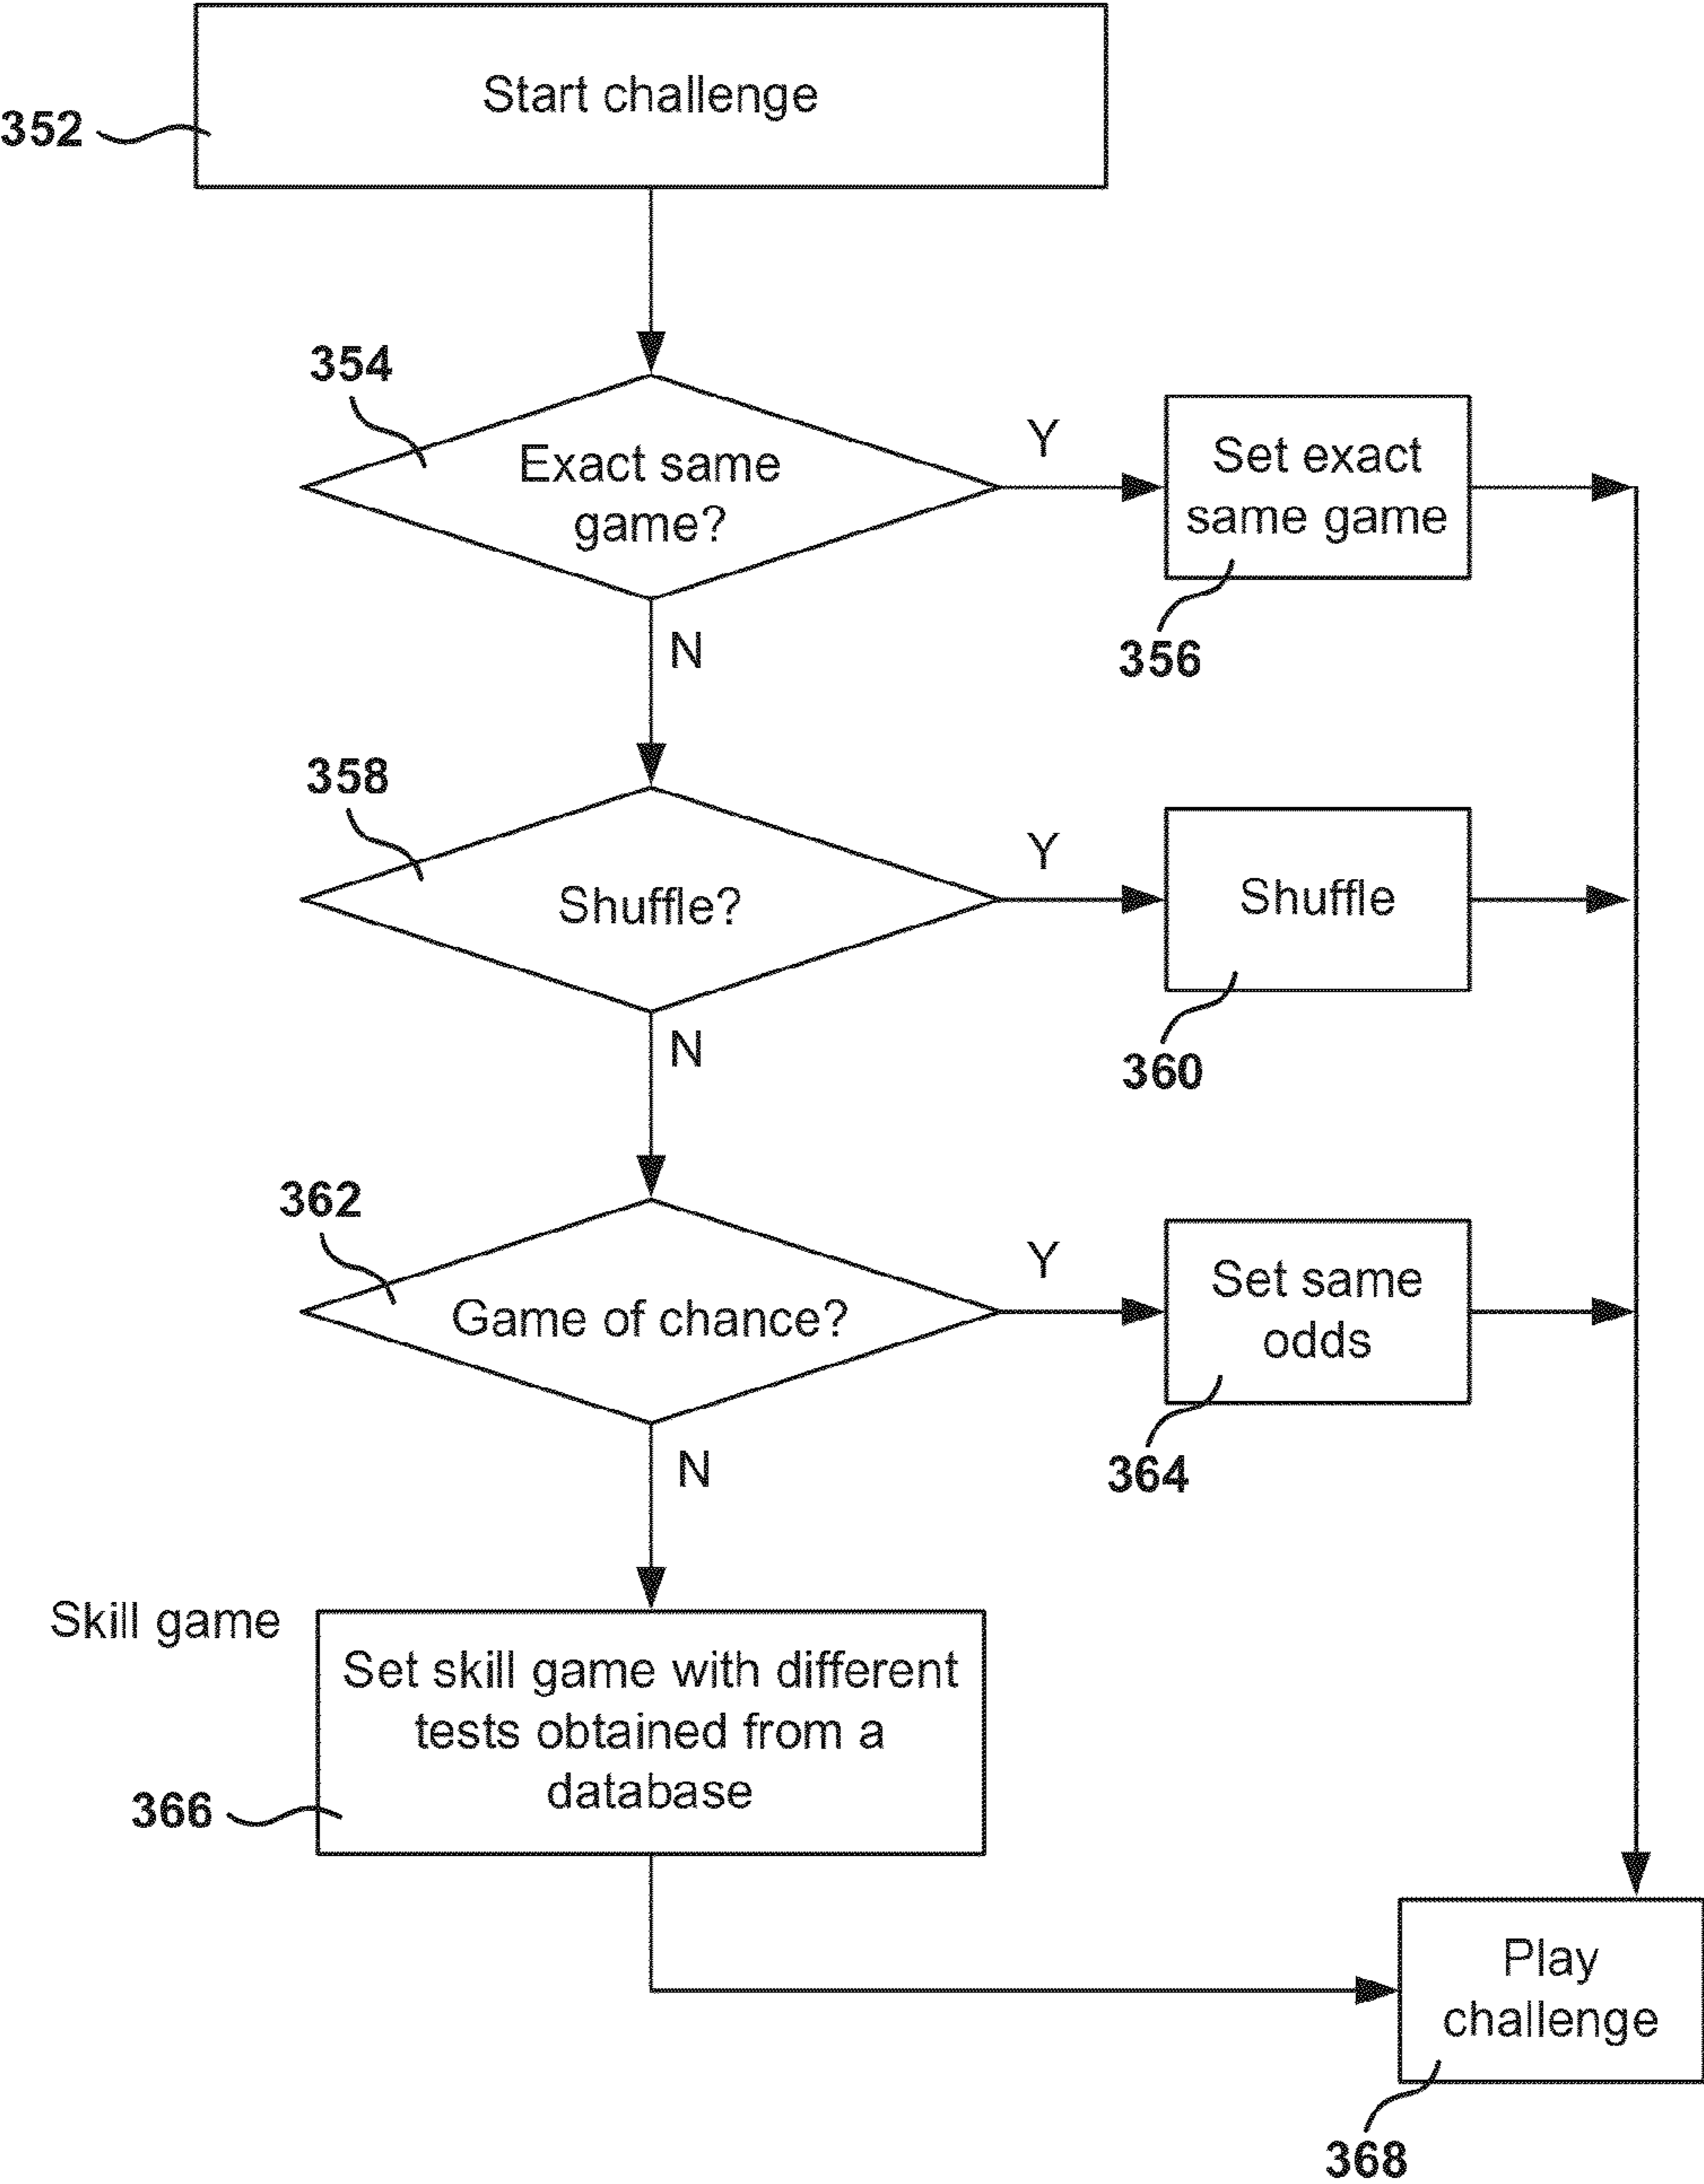 Start challenge
352
354
Exact same
game?
Y
Set exact
same game
356
N
358
Shuffle?
Y
Shuffle
360
N
362
Game of chance?
Y
Set same
odds
364
N
Skill game
Set skill game with different
tests obtained from a
database
366
Play
challenge
368